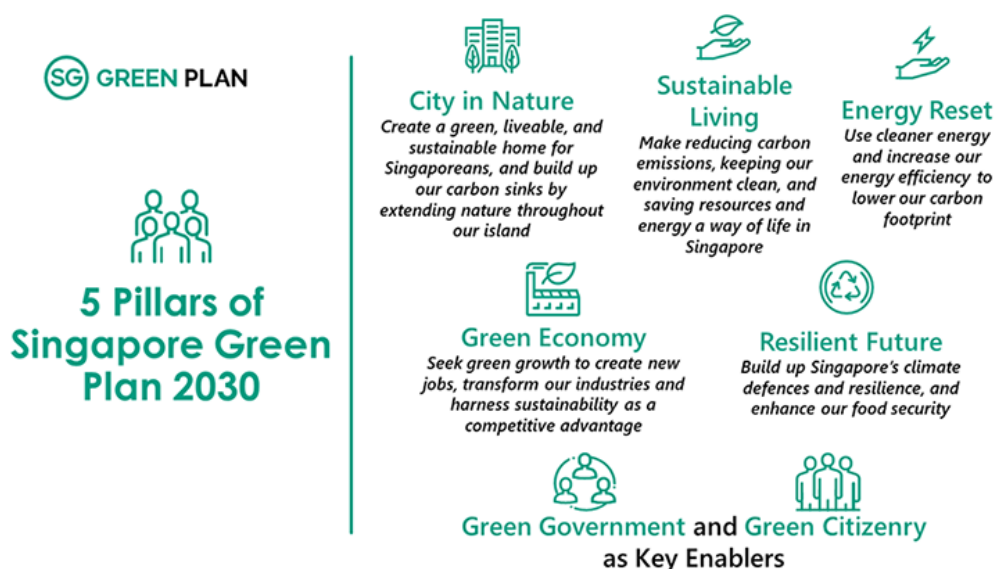 SG GREEN PLAN
5 Pillars of
Singapore Green
Plan 2030
City in Nature
Create a green, liveable, and
sustainable home for
Singaporeans, and build up
our carbon sinks by
extending nature throughout
our island
Sustainable
Living
Make reducing carbon
emissions, keeping our
environment clean, and
saving resources and
energy a way of life in
Singapore
Energy Reset
Use cleaner energy
and increase our
energy efficiency to
lower our carbon
footprint
Green Economy
Seek green growth to create new
jobs, transform our industries and
harness sustainability as a
competitive advantage
Resilient Future
Build up Singapore’s climate
defences and resilience, and
enhance our food security
Green Government and Green Citizenry
as Key Enablers